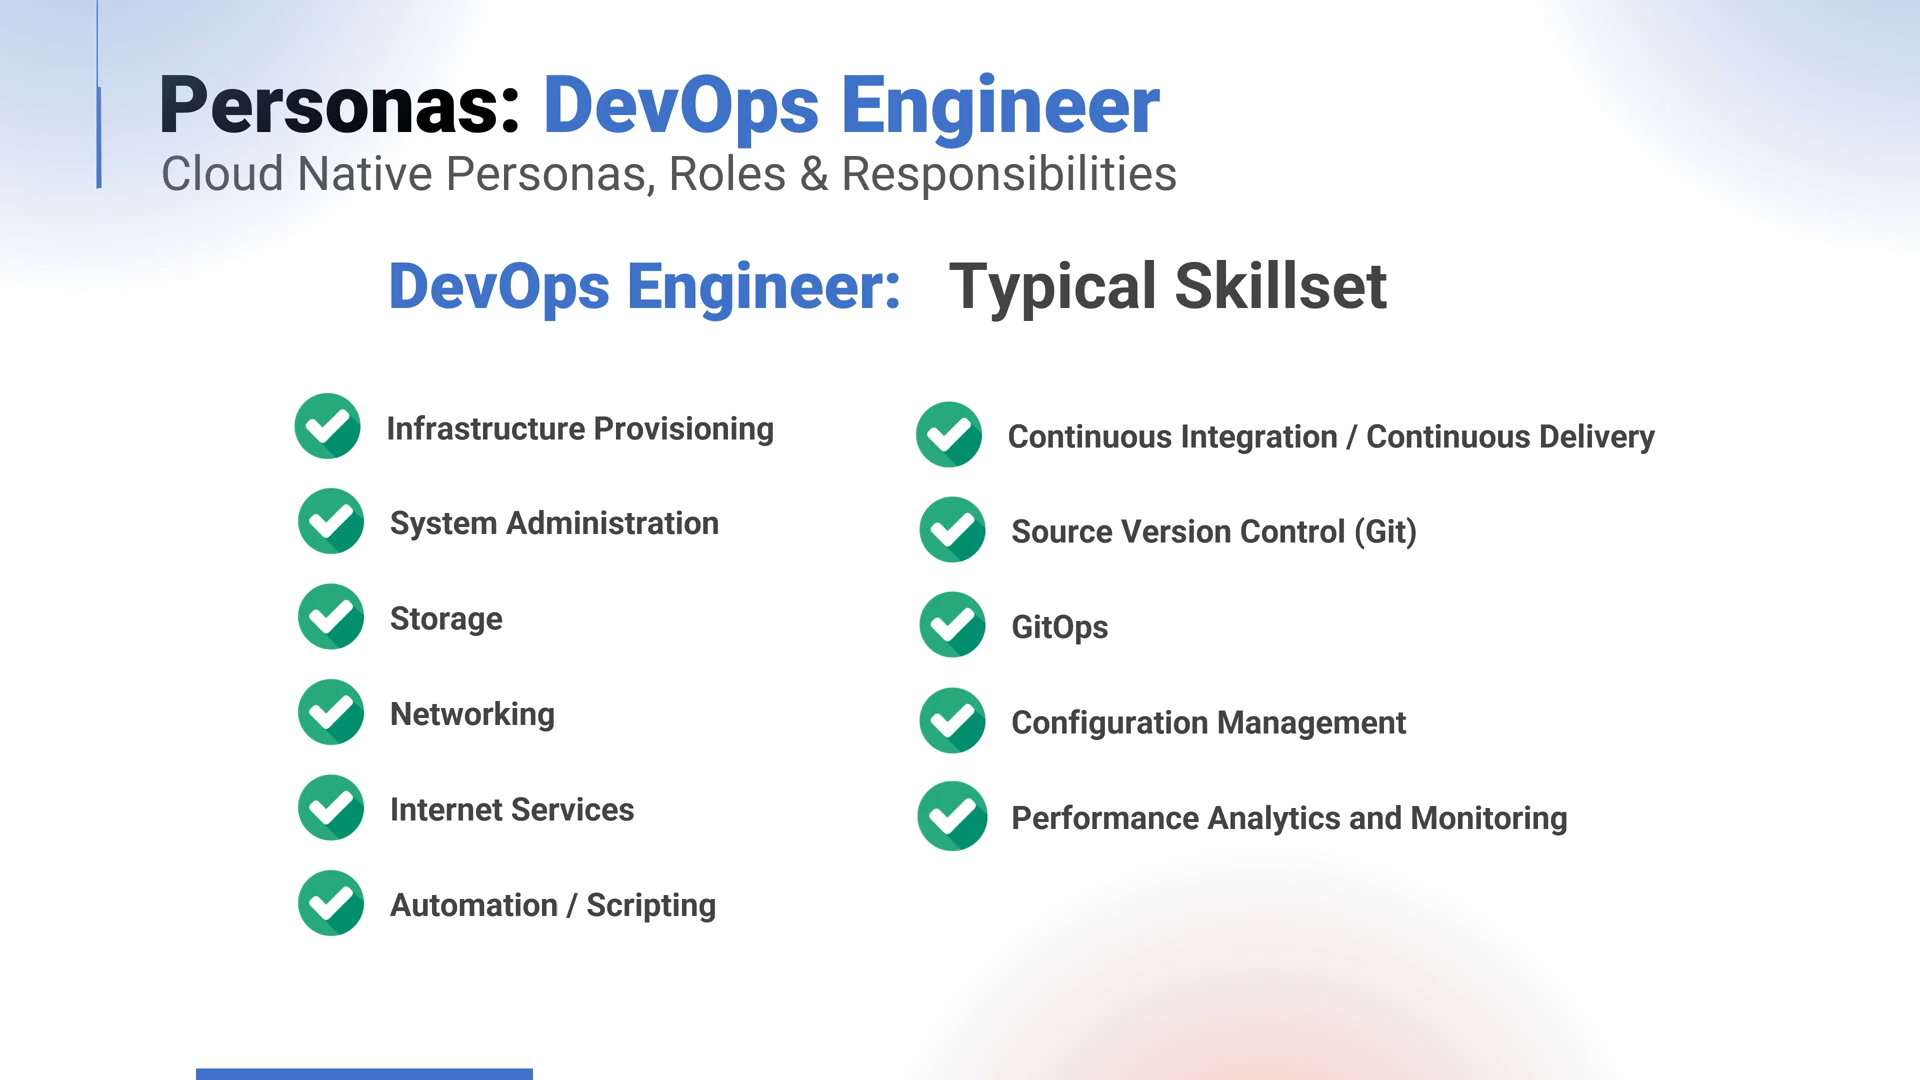 Personas: DevOps Engineer
Cloud Native Personas, Roles & Responsibilities
DevOps Engineer: Typical Skillset
Infrastructure Provisioning
System Administration
Storage
Networking
Internet Services
Automation / Scripting
Continuous Integration / Continuous Delivery
Source Version Control (Git)
GitOps
Configuration Management
Performance Analytics and Monitoring